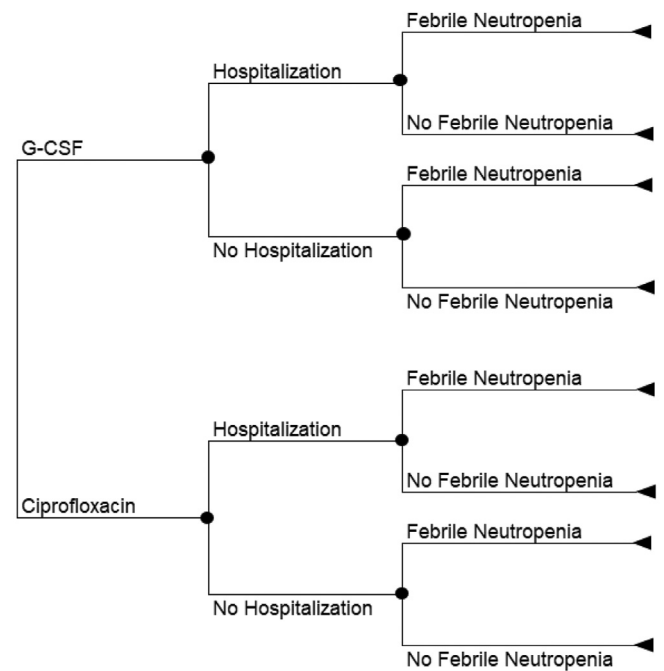 Febrile Neutropenia
Hospitalization
No Febrile Neutropenia
G-CSF
Febrile Neutropenia
No Hospitalization
No Febrile Neutropenia
Febrile Neutropenia
Hospitalization
No Febrile Neutropenia
Ciprofloxacin
Febrile Neutropenia
No Hospitalization
No Febrile Neutropenia